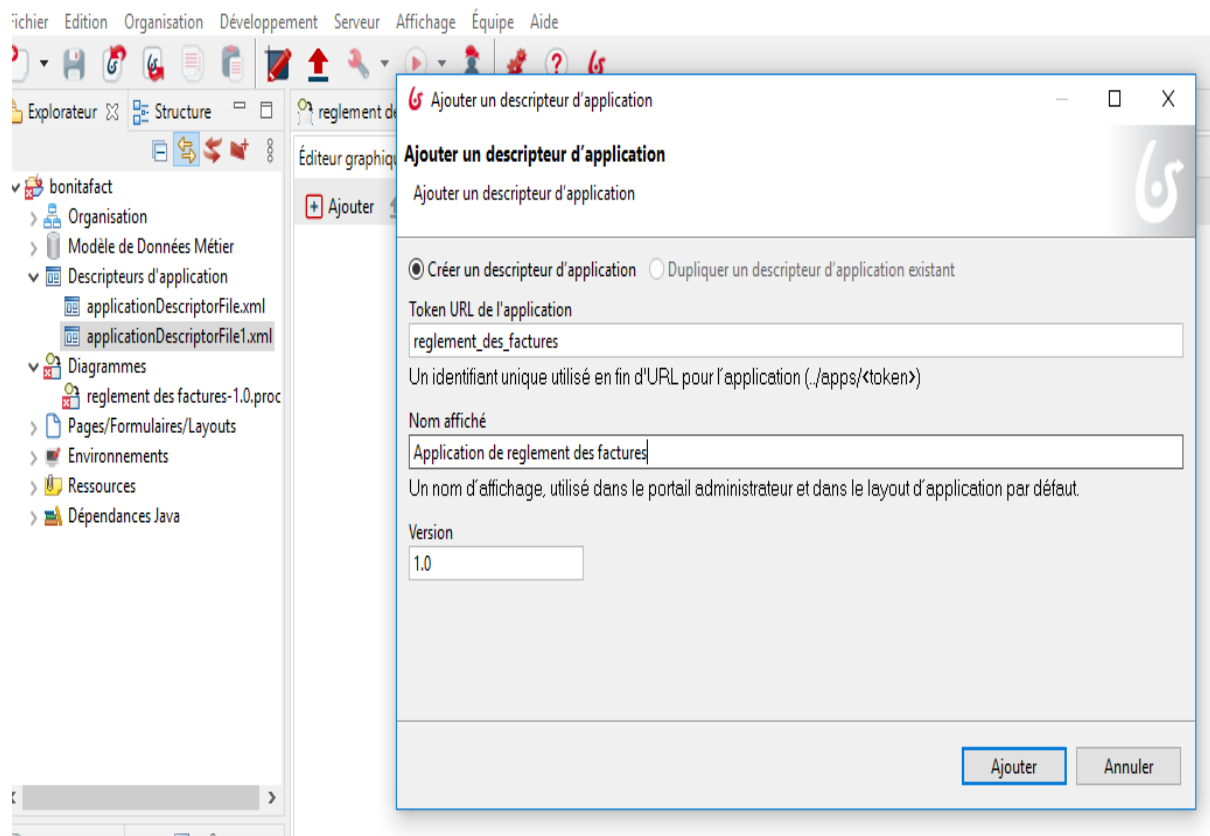 Fichier Edition Organisation Développement Serveur Affichage Équipe Aide
Explorateur Structure
bonitafact
Organisation
Modèle de Données Métier
Descripteurs d'application
applicationDescriptorFile.xml
applicationDescriptorFile1.xml
Diagrammes
reglement des factures-1.0.proc
Pages/Formulaires/Layouts
Environnements
Ressources
Dépendances Java
reglement de
Éditeur graphiqu
Ajouter
Ajouter un descripteur d'application
Ajouter un descripteur d'application
Ajouter un descripteur d'application
Créer un descripteur d'application Dupliquer un descripteur d'application existant
Token URL de l'application
reglement_des_factures
Un identifiant unique utilisé en fin d'URL pour l'application (../apps/<token>)
Nom affiché
Application de reglement des factures
Un nom d'affichage, utilisé dans le portail administrateur et dans le layout d'application par défaut.
Version
1.0
Ajouter Annuler